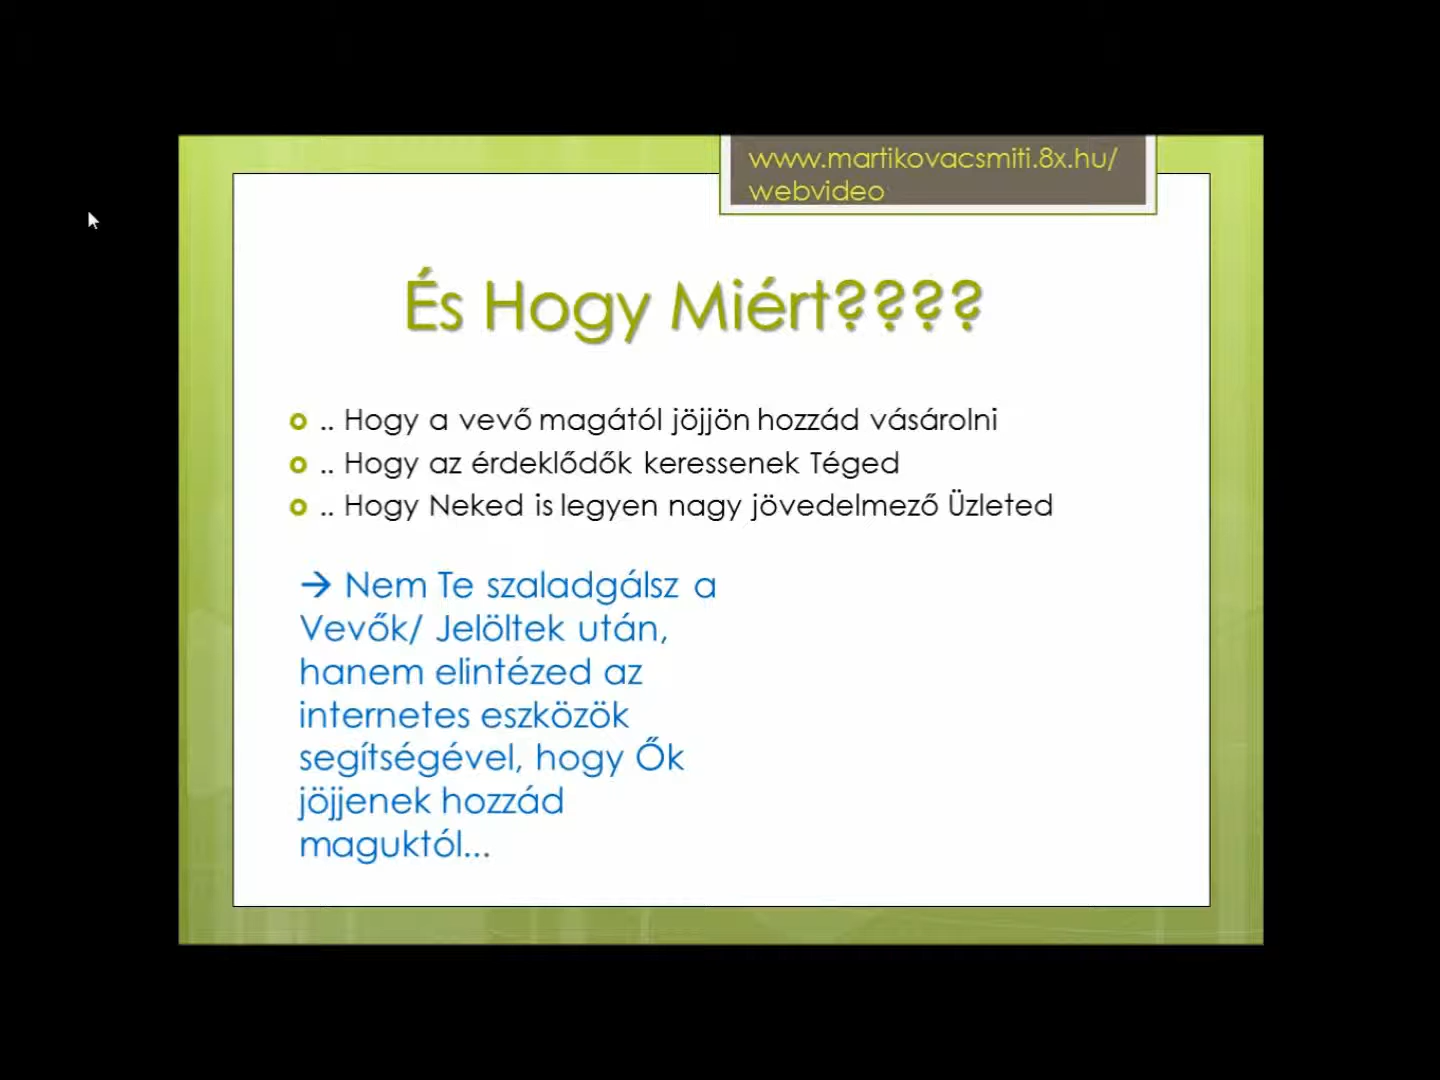 www.martikovacsmiti.8x.hu/
webvideo
És Hogy Miért????
.. Hogy a vevő magától jöjjön hozzád vásárolni
.. Hogy az érdeklődők keressenek Téged
.. Hogy Neked is legyen nagy jövedelmező Üzleted
→ Nem Te szaladgálsz a
Vevők/ Jelöltek után,
hanem elintézed az
internetes eszközök
segítségével, hogy Ők
jöjjenek hozzád
maguktól...